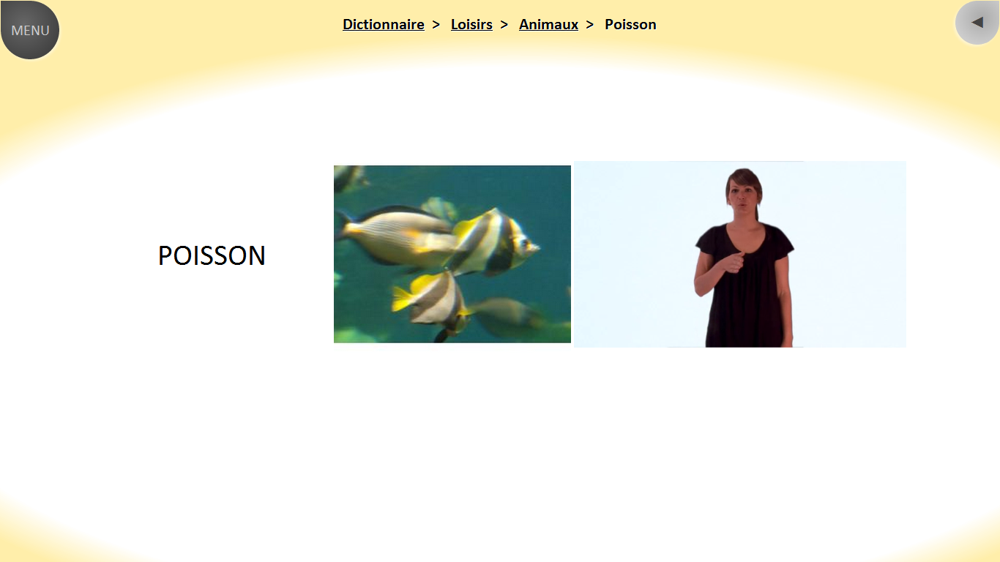 MENU
Dictionnaire > Loisirs > Animaux > Poisson
POISSON